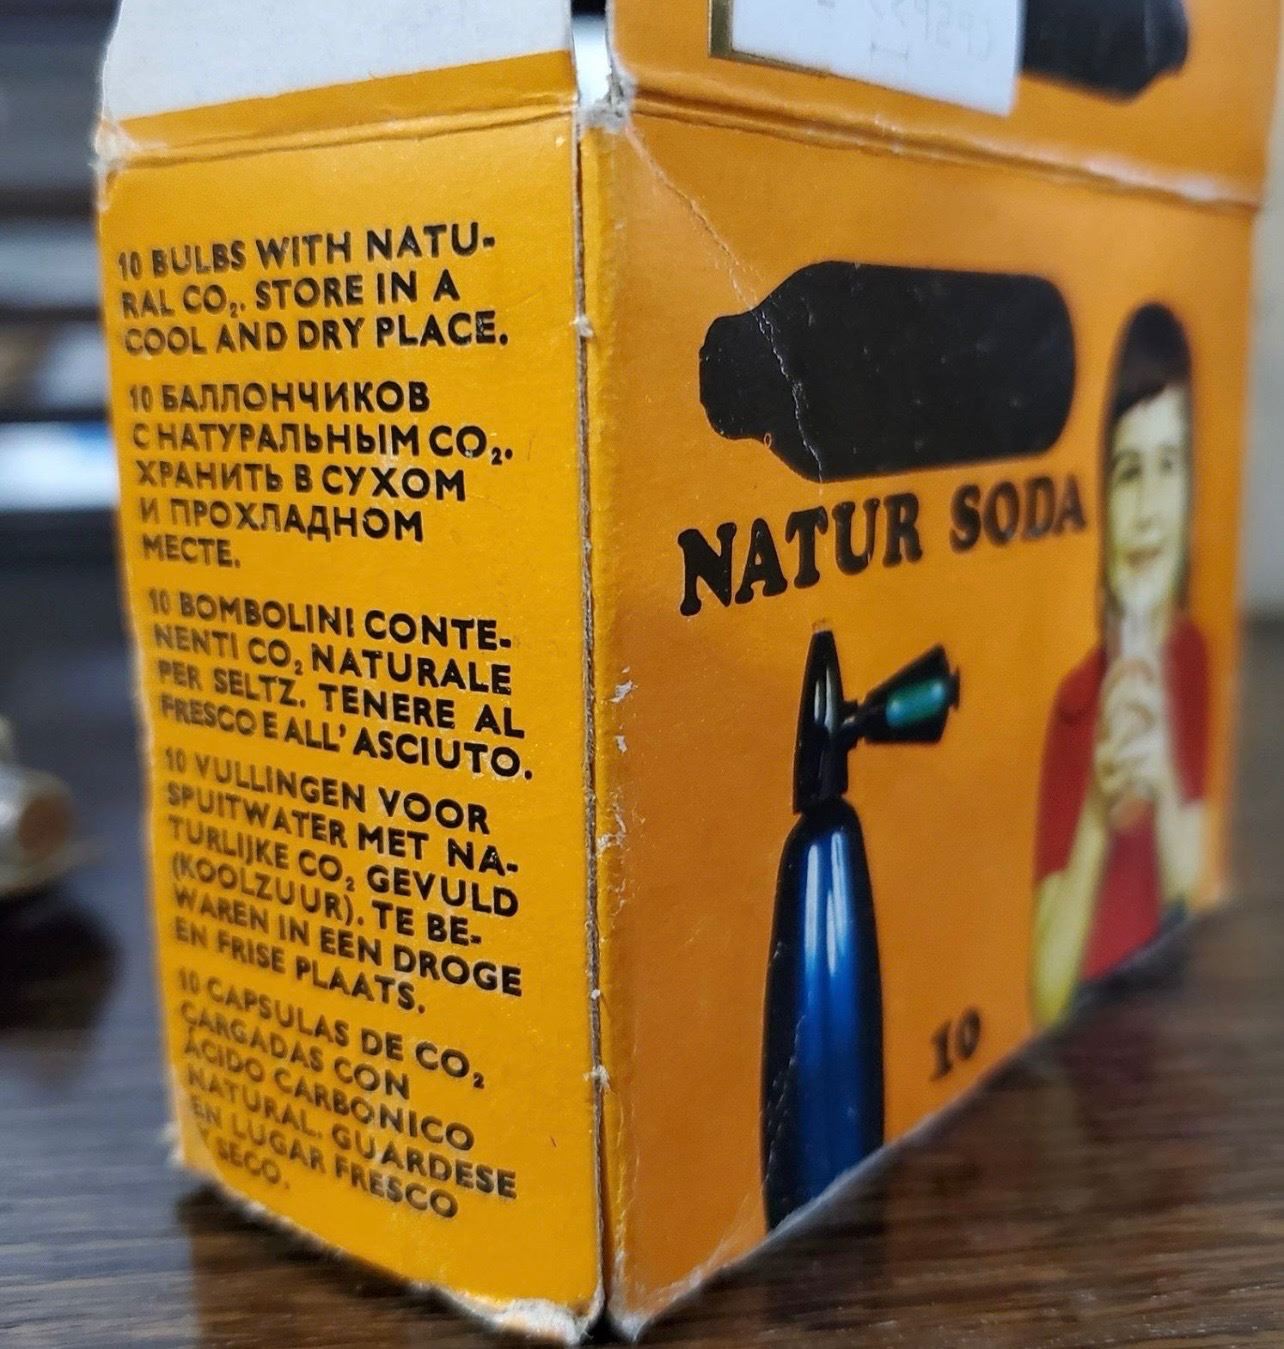 10 BULBS WITH NATU-
RAL CO₂. STORE IN A
COOL AND DRY PLACE.
10 БАЛЛОНЧИКОВ
С НАТУРАЛЬНЫМ CO₂.
ХРАНИТЬ В СУХОМ
И ПРОХЛАДНОМ
МЕСТЕ.
10 BOMBOLINI CONTE-
NENTI CO₂ NATURALE
PER SELTZ. TENERE AL
FRESCO E ALL' ASCIUTO.
10 VULLINGEN VOOR
SPUITWATER MET NA-
TURLIJKE CO₂ GEVULD
(KOOLZUUR). TE BE-
WAREN IN EEN DROGE
EN FRISE PLAATS.
10 CAPSULAS DE CO₂
CARGADAS CON
ÁCIDO CARBONICO
NATURAL. GUARDESE
EN LUGAR FRESCO
Y SECO.
NATUR SODA
10